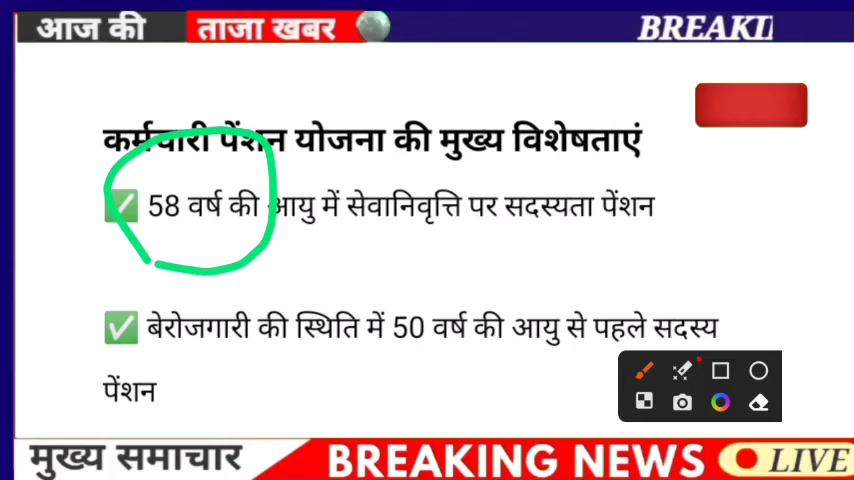 आज की ताजा खबर BREAKI
कर्मचारी पेंशन योजना की मुख्य विशेषताएं
✅ 58 वर्ष की आयु में सेवानिवृत्ति पर सदस्यता पेंशन
✅ बेरोजगारी की स्थिति में 50 वर्ष की आयु से पहले सदस्य
पेंशन
मुख्य समाचार BREAKING NEWS LIVE